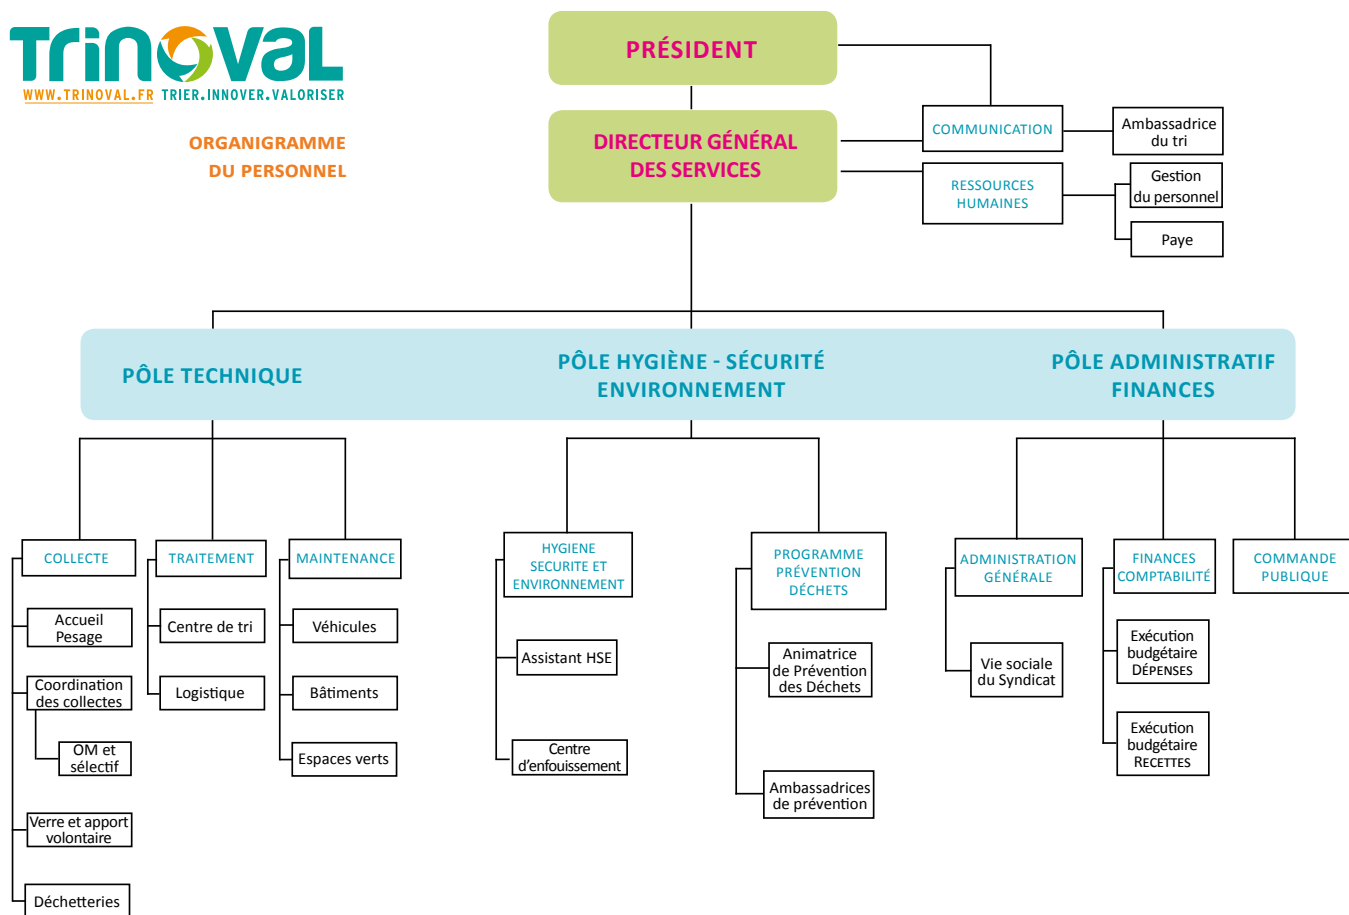 TRiNOVAL
WWW.TRINOVAL.FR TRIER.INNOVER.VALORISER
ORGANIGRAMME
DU PERSONNEL
PRÉSIDENT
DIRECTEUR GÉNÉRAL
DES SERVICES
COMMUNICATION
Ambassadrice
du tri
RESSOURCES
HUMAINES
Gestion
du personnel
Paye
PÔLE TECHNIQUE
PÔLE HYGIÈNE - SÉCURITÉ
ENVIRONNEMENT
PÔLE ADMINISTRATIF
FINANCES
COLLECTE
Accueil
Pesage
Coordination
des collectes
OM et
sélectif
Verre et apport
volontaire
Déchetteries
TRAITEMENT
Centre de tri
Logistique
MAINTENANCE
Véhicules
Bâtiments
Espaces verts
HYGIENE
SECURITE ET
ENVIRONNEMENT
Assistant HSE
Centre
d'enfouissement
PROGRAMME
PRÉVENTION
DÉCHETS
Animatrice
de Prévention
des Déchets
Ambassadrices
de prévention
ADMINISTRATION
GÉNÉRALE
Vie sociale
du Syndicat
FINANCES
COMPTABILITÉ
Exécution
budgétaire
DÉPENSES
Exécution
budgétaire
RECETTES
COMMANDE
PUBLIQUE